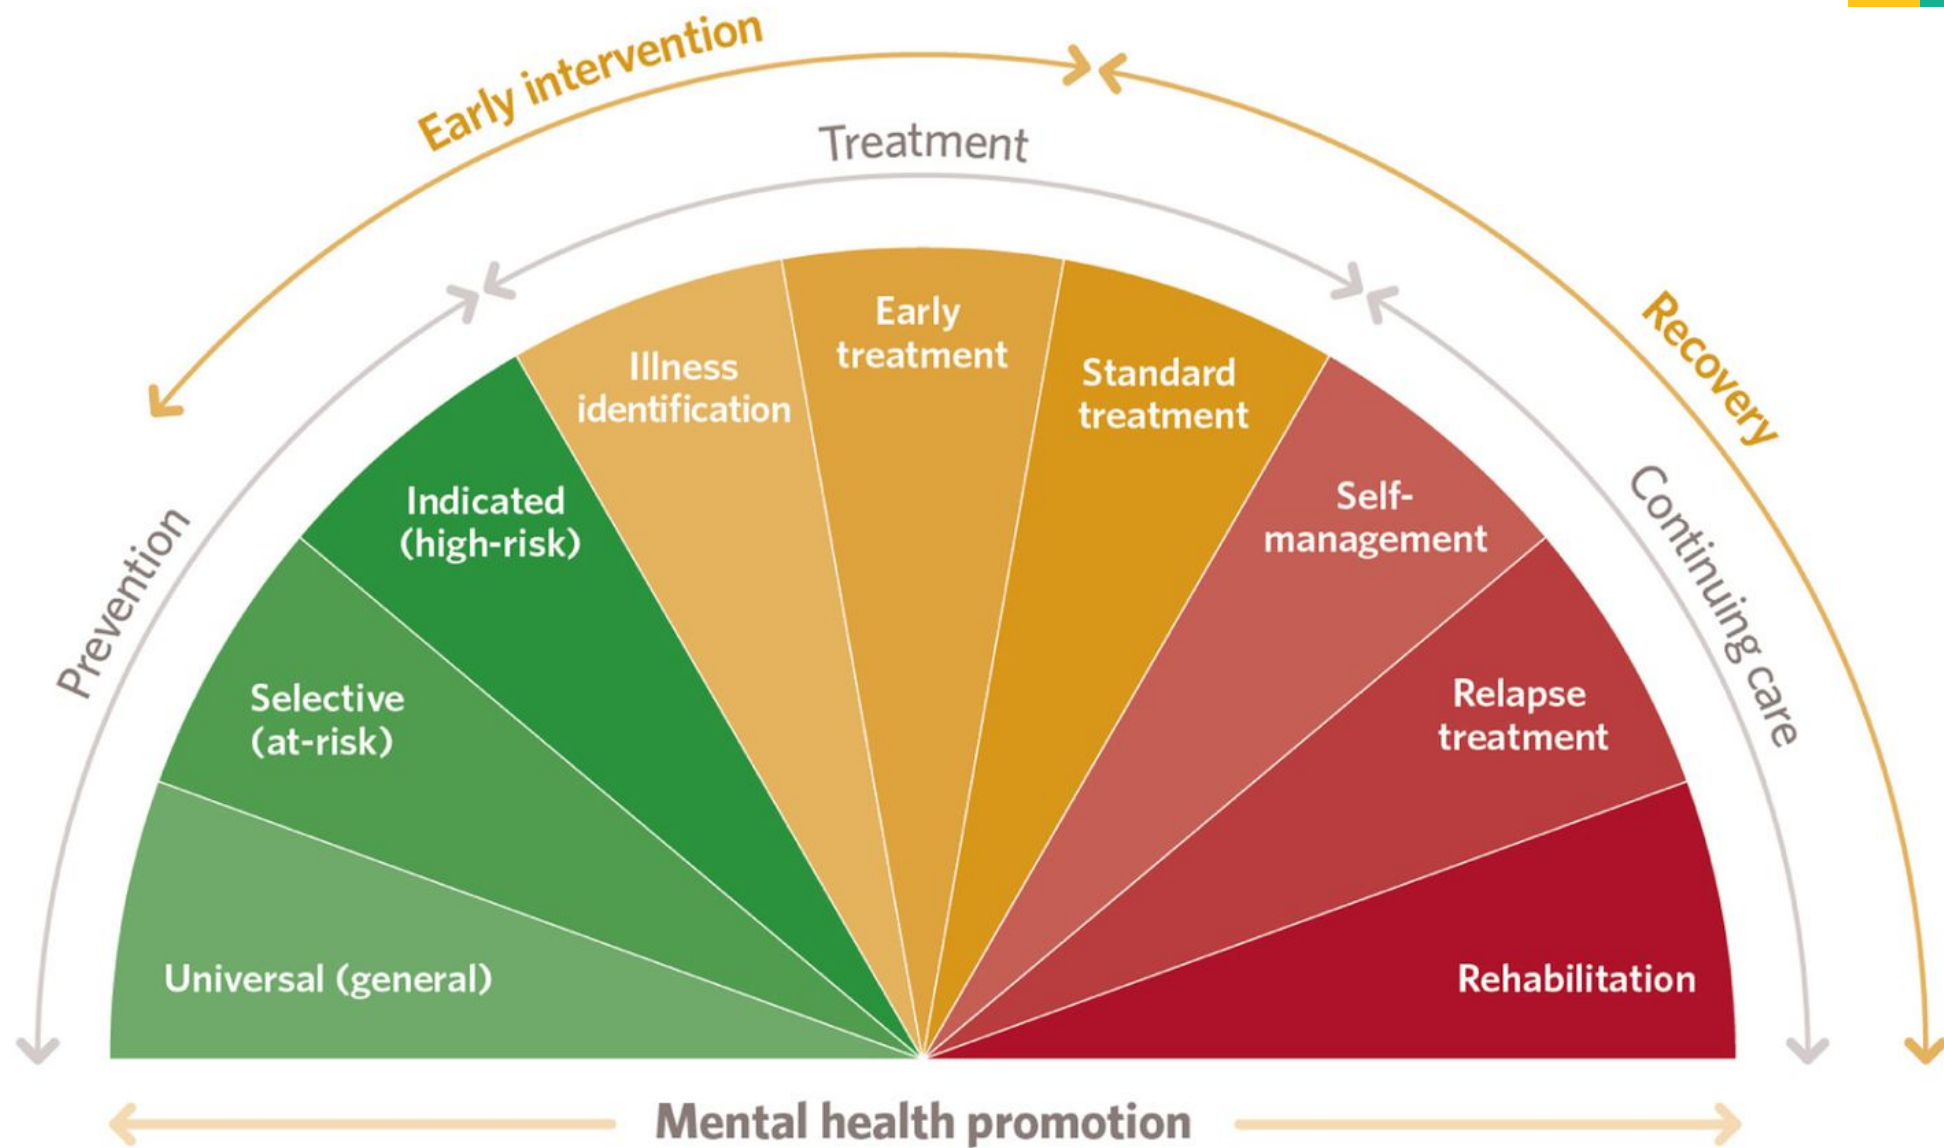 Early intervention
Treatment
Recovery
Prevention
Continuing care
Universal (general)
Selective
(at-risk)
Indicated
(high-risk)
Illness
identification
Early
treatment
Standard
treatment
Self-
management
Relapse
treatment
Rehabilitation
Mental health promotion